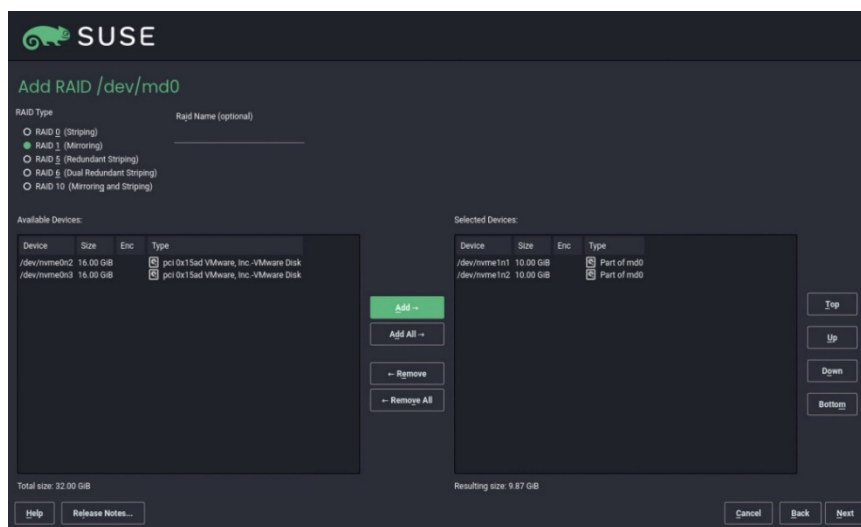 SUSE
Add RAID /dev/md0
RAID Type
RAID 0 (Striping)
RAID 1 (Mirroring)
RAID 5 (Redundant Striping)
RAID 6 (Dual Redundant Striping)
RAID 10 (Mirroring and Striping)
Raid Name (optional)
Available Devices:
Device Size Enc Type
/dev/nvme0n2 16.00 GiB pci 0x15ad VMware, Inc.-VMware Disk
/dev/nvme0n3 16.00 GiB pci 0x15ad VMware, Inc.-VMware Disk
Total size: 32.00 GiB
Add →
Add All →
← Remove
← Remove All
Selected Devices:
Device Size Enc Type
/dev/nvme1n1 10.00 GiB Part of md0
/dev/nvme1n2 10.00 GiB Part of md0
Resulting size: 9.87 GiB
Top
Up
Down
Bottom
Help Release Notes... Cancel Back Next